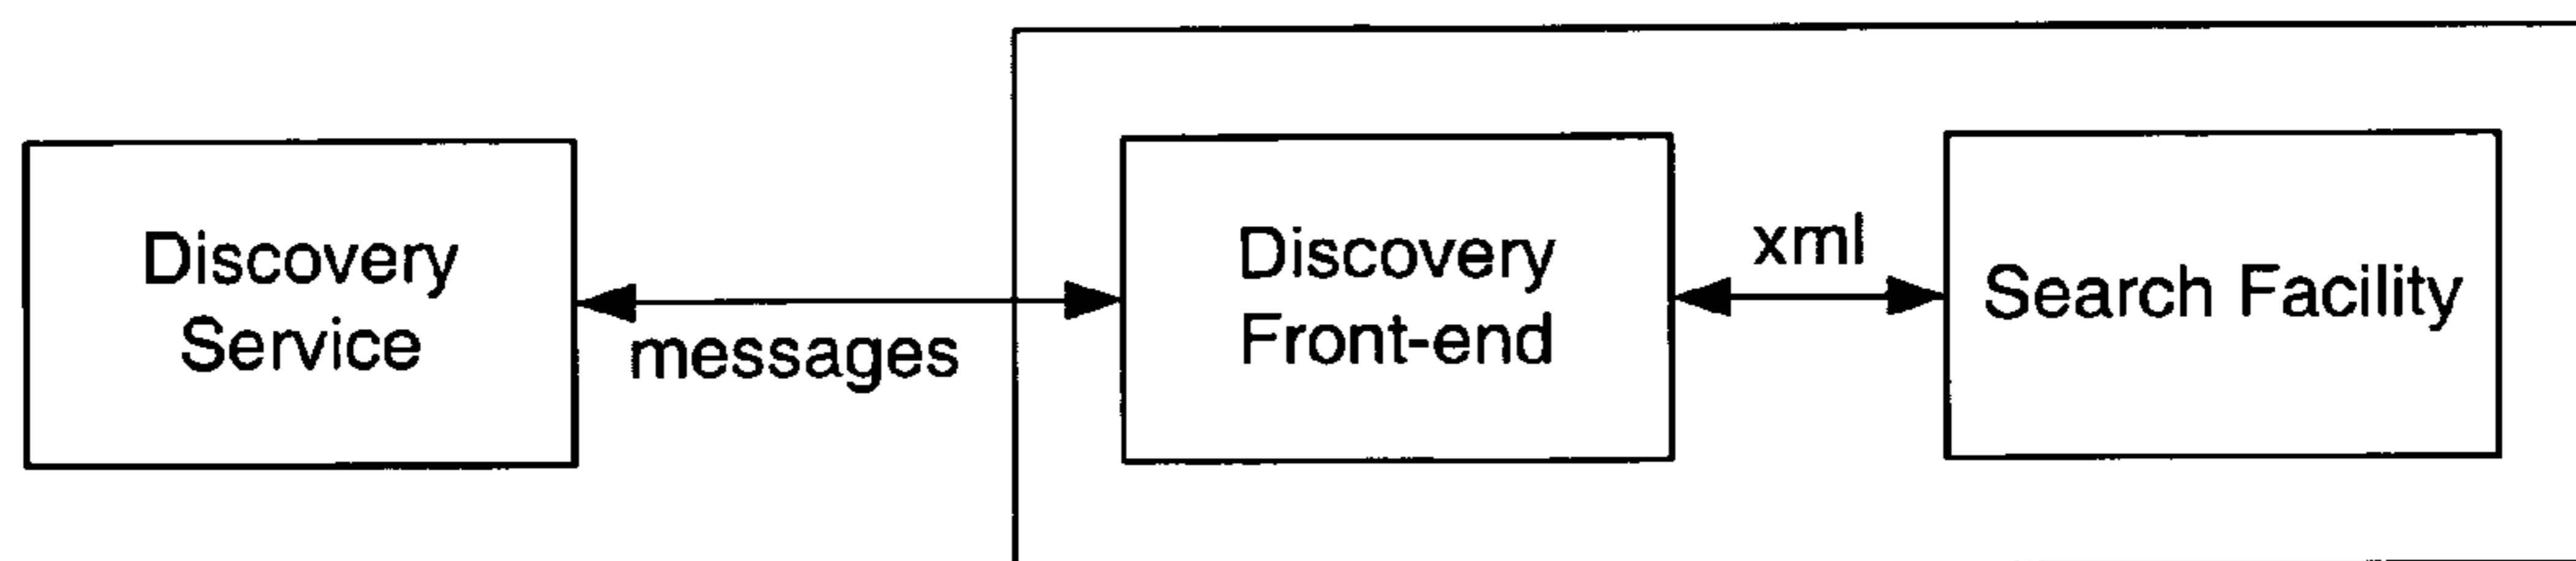 Discovery
Service
messages
Discovery
Front-end
xml
Search Facility